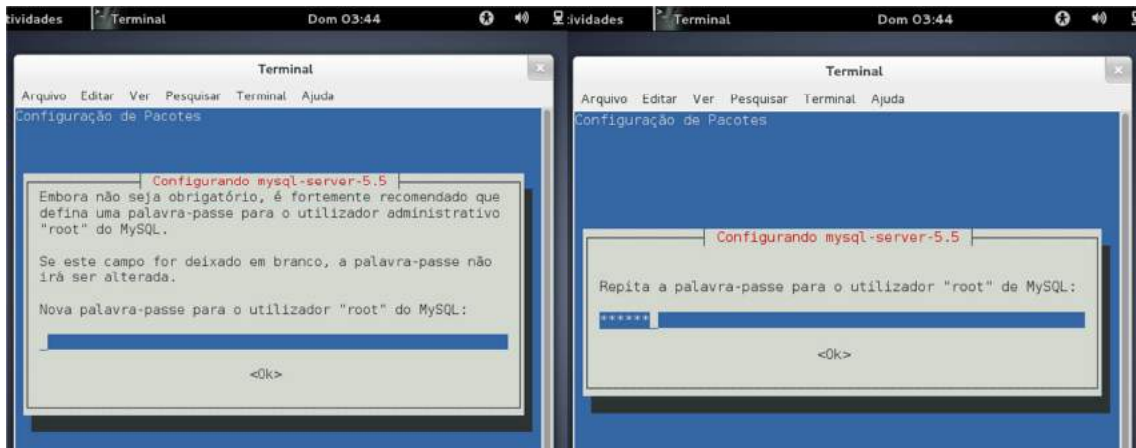 tividades Terminal Dom 03:44
Terminal
Arquivo Editar Ver Pesquisar Terminal Ajuda
Configuração de Pacotes
Configurando mysql-server-5.5
Embora não seja obrigatório, é fortemente recomendado que
defina uma palavra-passe para o utilizador administrativo
"root" do MySQL.
Se este campo for deixado em branco, a palavra-passe não
irá ser alterada.
Nova palavra-passe para o utilizador "root" do MySQL:
_
<Ok>
:ividades Terminal Dom 03:44
Terminal
Arquivo Editar Ver Pesquisar Terminal Ajuda
Configuração de Pacotes
Configurando mysql-server-5.5
Repita a palavra-passe para o utilizador "root" de MySQL:
******_
<Ok>